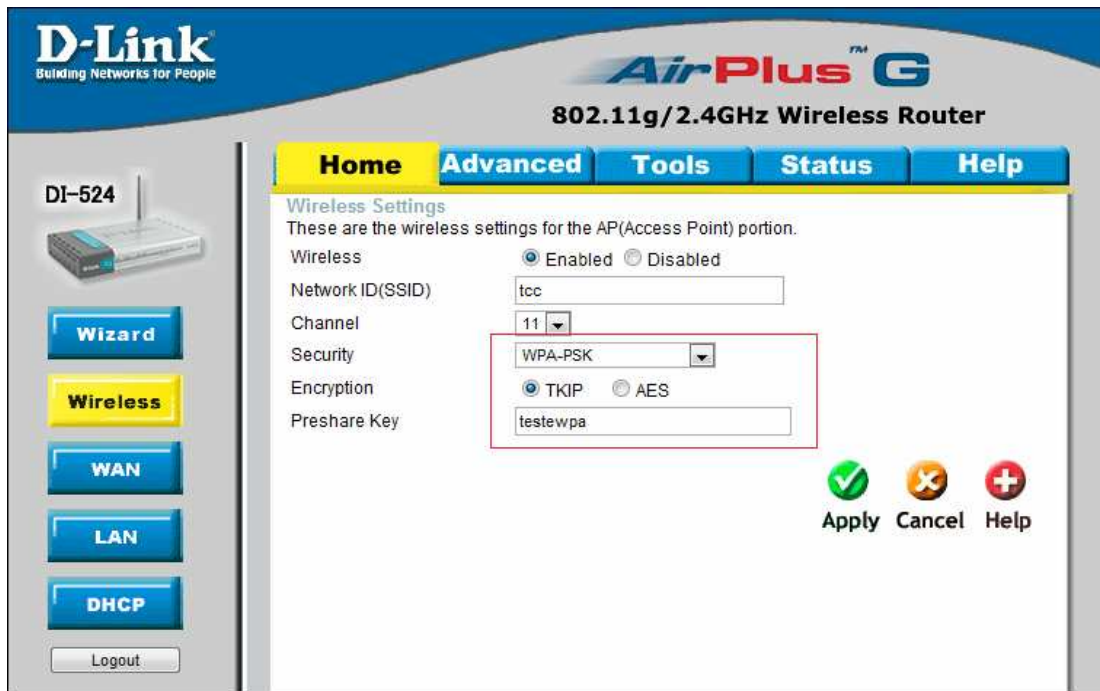 D-Link
Building Networks for People
AirPlus™ G
802.11g/2.4GHz Wireless Router
Home Advanced Tools Status Help
DI-524
Wizard
Wireless
WAN
LAN
DHCP
Logout
Wireless Settings
These are the wireless settings for the AP(Access Point) portion.
Wireless Enabled Disabled
Network ID(SSID) tcc
Channel 11
Security WPA-PSK
Encryption TKIP AES
Preshare Key testewpa
Apply Cancel Help